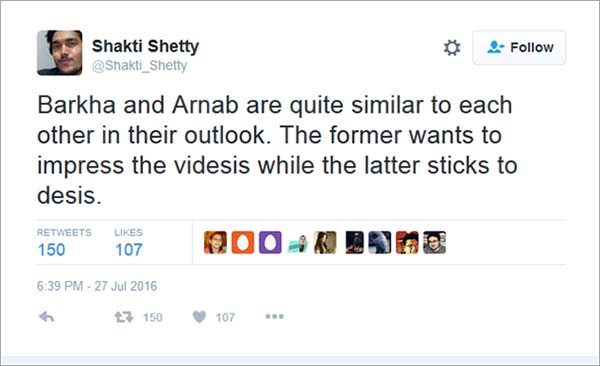 Shakti Shetty
@Shakti_Shetty
Follow
Barkha and Arnab are quite similar to each
other in their outlook. The former wants to
impress the videsis while the latter sticks to
desis.
RETWEETS LIKES
150 107
6:39 PM - 27 Jul 2016
150 107